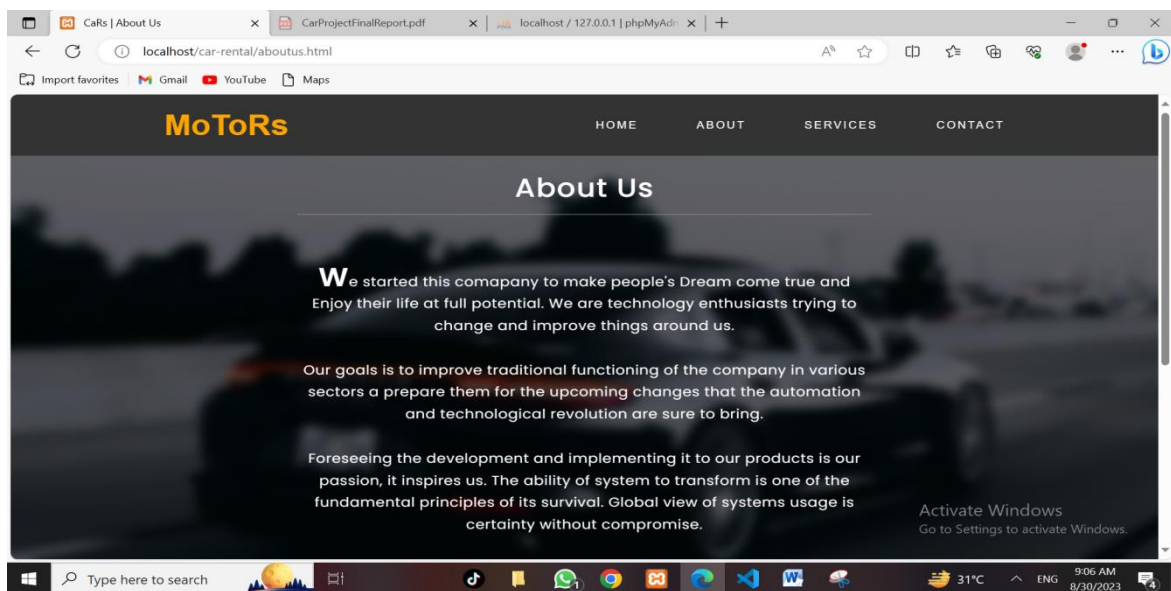 CaRs | About Us
CarProjectFinalReport.pdf
localhost / 127.0.0.1 | phpMyAdn
localhost/car-rental/aboutus.html
Import favorites
Gmail
YouTube
Maps
MoToRs
HOME ABOUT SERVICES CONTACT
About Us
We started this comapany to make people's Dream come true and
Enjoy their life at full potential. We are technology enthusiasts trying to
change and improve things around us.
Our goals is to improve traditional functioning of the company in various
sectors a prepare them for the upcoming changes that the automation
and technological revolution are sure to bring.
Foreseeing the development and implementing it to our products is our
passion, it inspires us. The ability of system to transform is one of the
fundamental principles of its survival. Global view of systems usage is
certainty without compromise.
Activate Windows
Go to Settings to activate Windows.
Type here to search
31°C
ENG
9:06 AM
8/30/2023